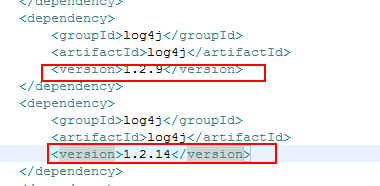 </dependency>
<dependency>
<groupId>log4j</groupId>
<artifactId>log4j</artifactId>
<version>1.2.9</version>
</dependency>
<dependency>
<groupId>log4j</groupId>
<artifactId>log4j</artifactId>
<version>1.2.14</version>
</dependency>